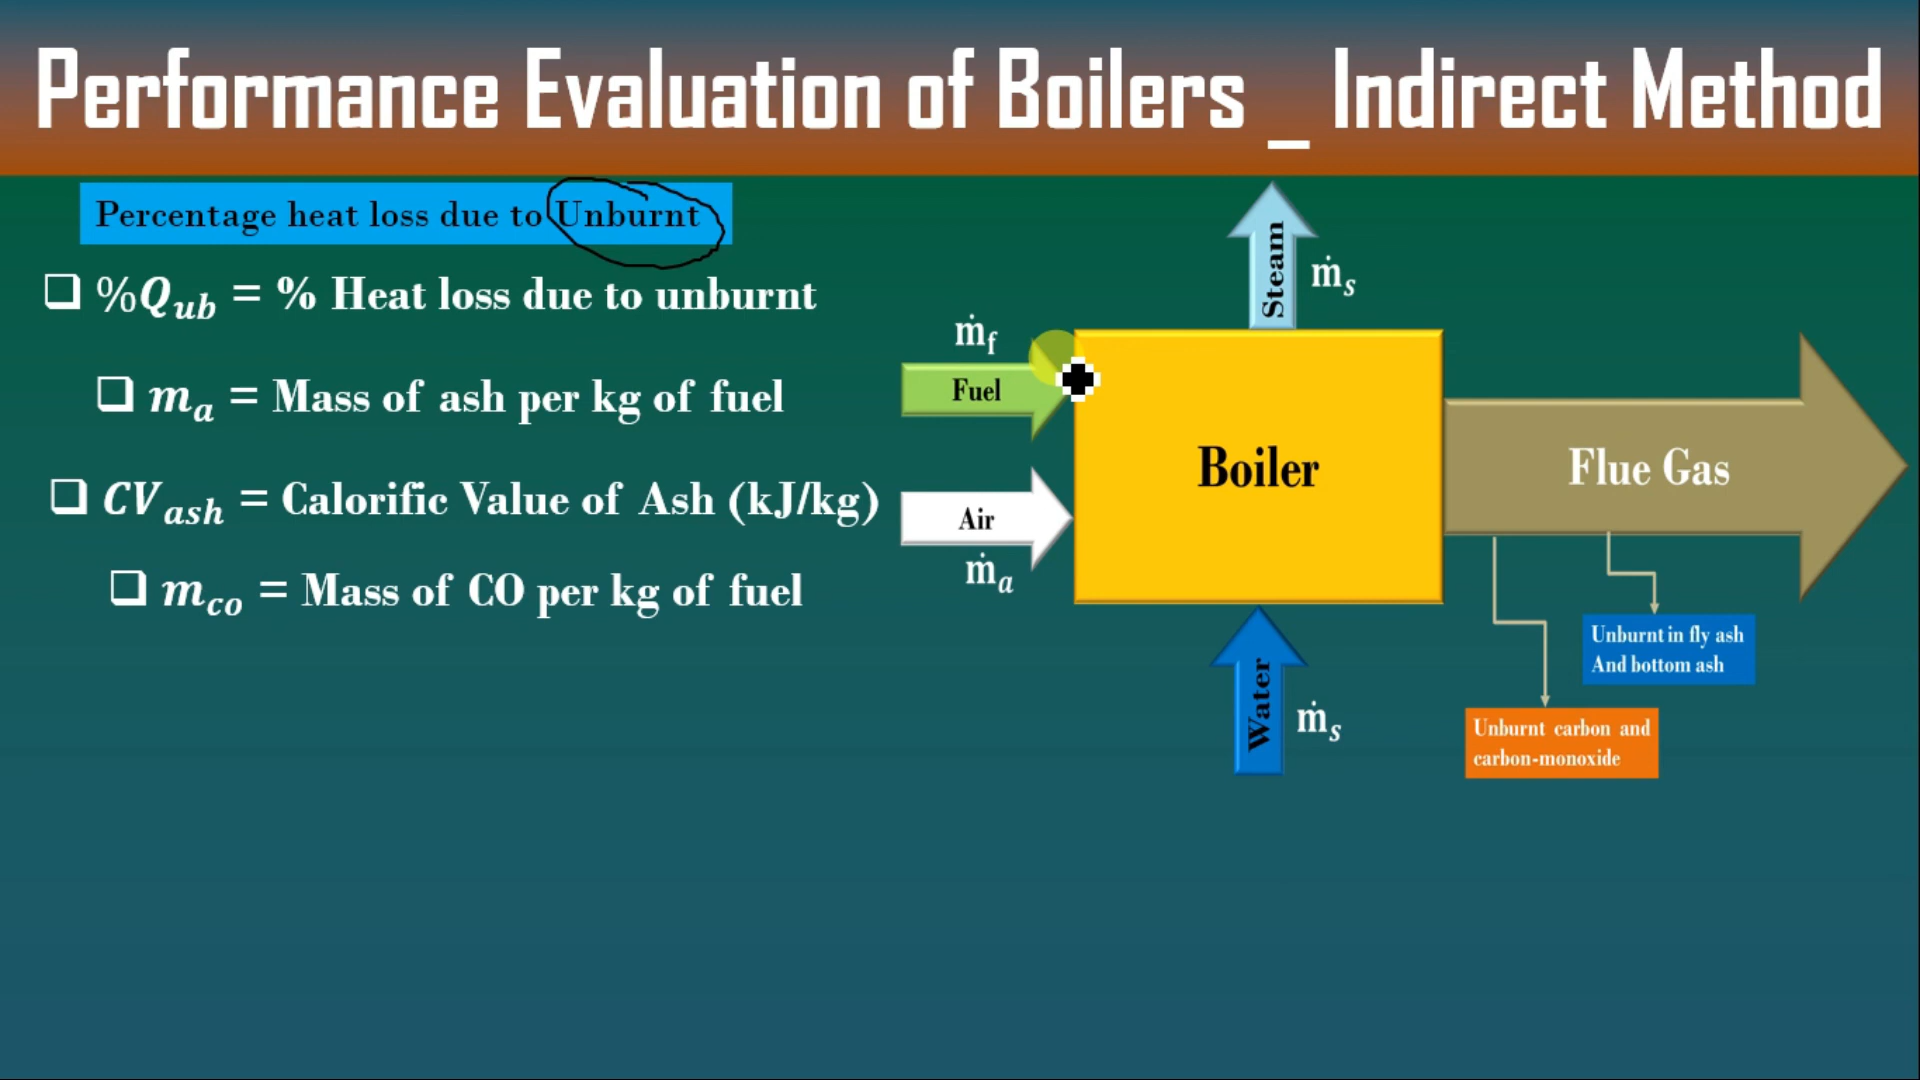 Performance Evaluation of Boilers _ Indirect Method
Percentage heat loss due to Unburnt
❑ %Q_ub = % Heat loss due to unburnt
❑ m_a = Mass of ash per kg of fuel
❑ CV_ash = Calorific Value of Ash (kJ/kg)
❑ m_co = Mass of CO per kg of fuel
Steam
ṁ_s
ṁ_f
Fuel
Air
ṁ_a
Boiler
Flue Gas
Water
ṁ_s
Unburnt in fly ash
And bottom ash
Unburnt carbon and
carbon-monoxide